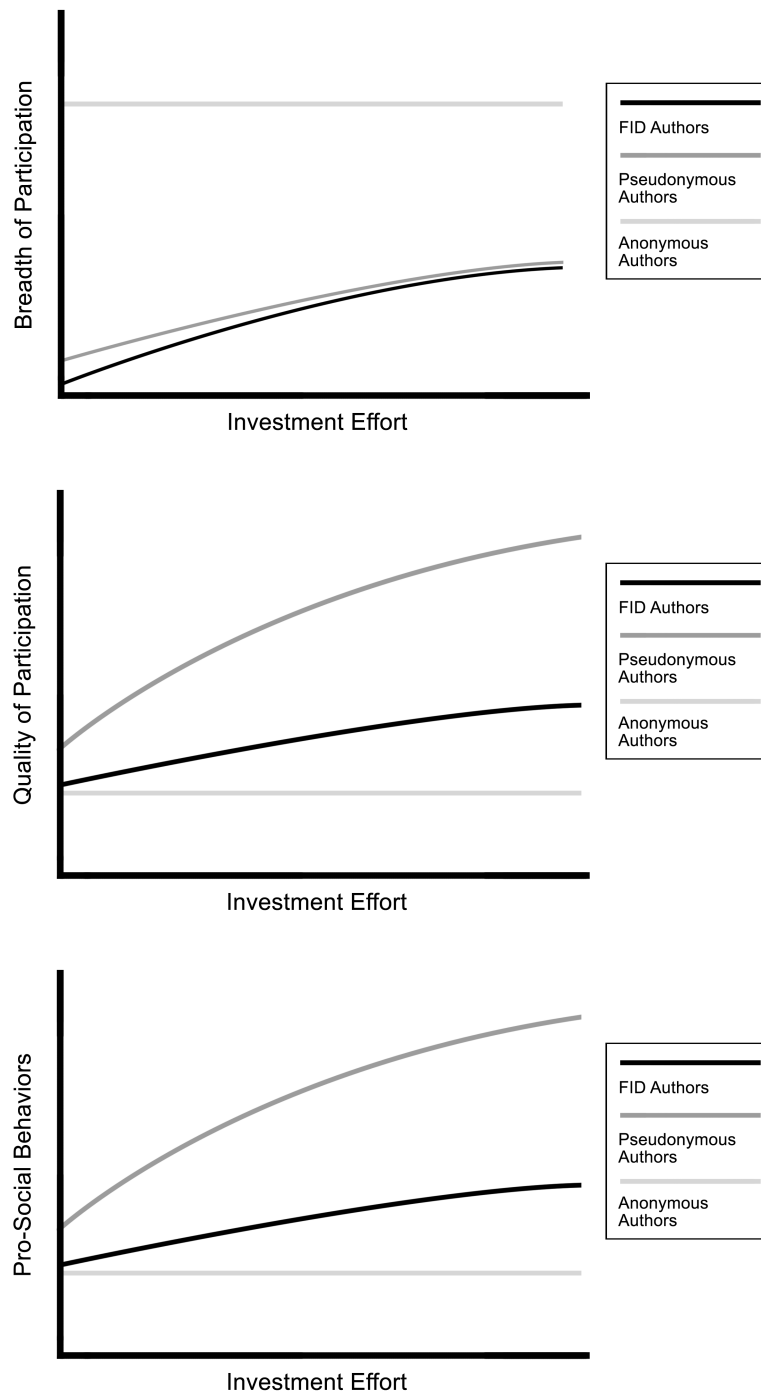 Breadth of Participation
FID Authors
Pseudonymous
Authors
Anonymous
Authors
Investment Effort
Quality of Participation
FID Authors
Pseudonymous
Authors
Anonymous
Authors
Investment Effort
Pro-Social Behaviors
FID Authors
Pseudonymous
Authors
Anonymous
Authors
Investment Effort